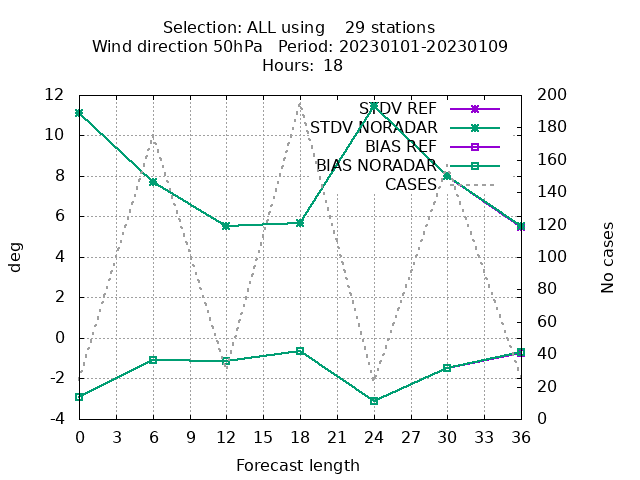 Selection: ALL using    29 stations
Wind direction 50hPa   Period: 20230101-20230109
Hours: 18
12 200
STDV REF
180
STDV NORADAR
10
BIAS REF
160
BIAS NORADAR
8
CASES
140
6 120
deg
4 100
No cases
2 80
60
0
40
-2
20
-4 0
0 3 6 9 12 15 18 21 24 27 30 33 36
Forecast length